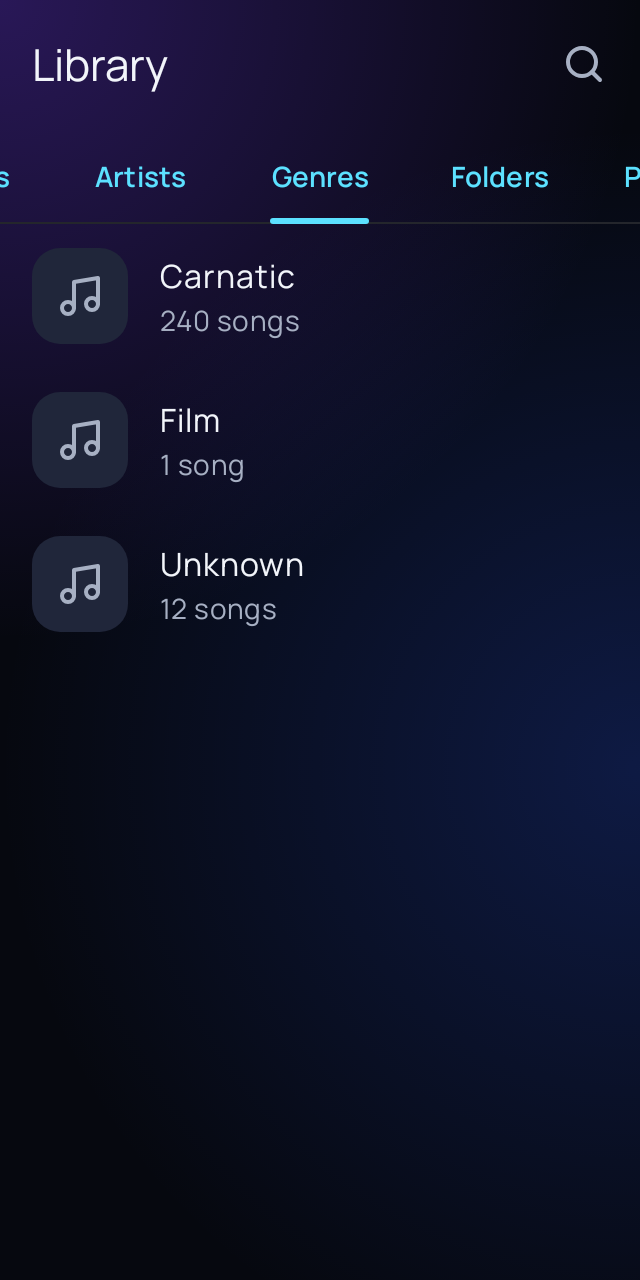 Library
s Artists Genres Folders P
Carnatic
240 songs
Film
1 song
Unknown
12 songs